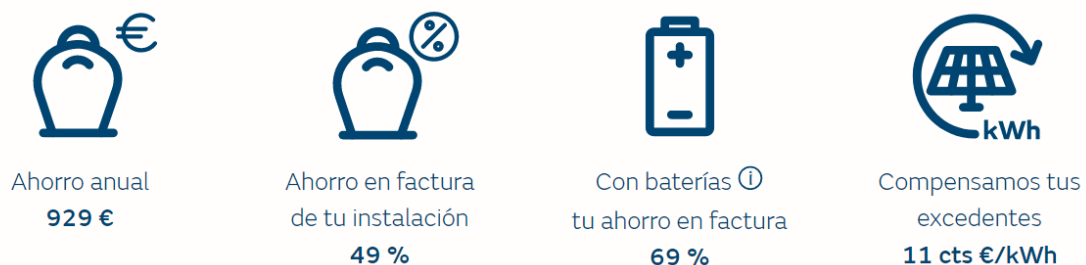 €
%
kWh
Ahorro anual
929 €
Ahorro en factura
de tu instalación
49 %
Con baterías ⓘ
tu ahorro en factura
69 %
Compensamos tus
excedentes
11 cts €/kWh